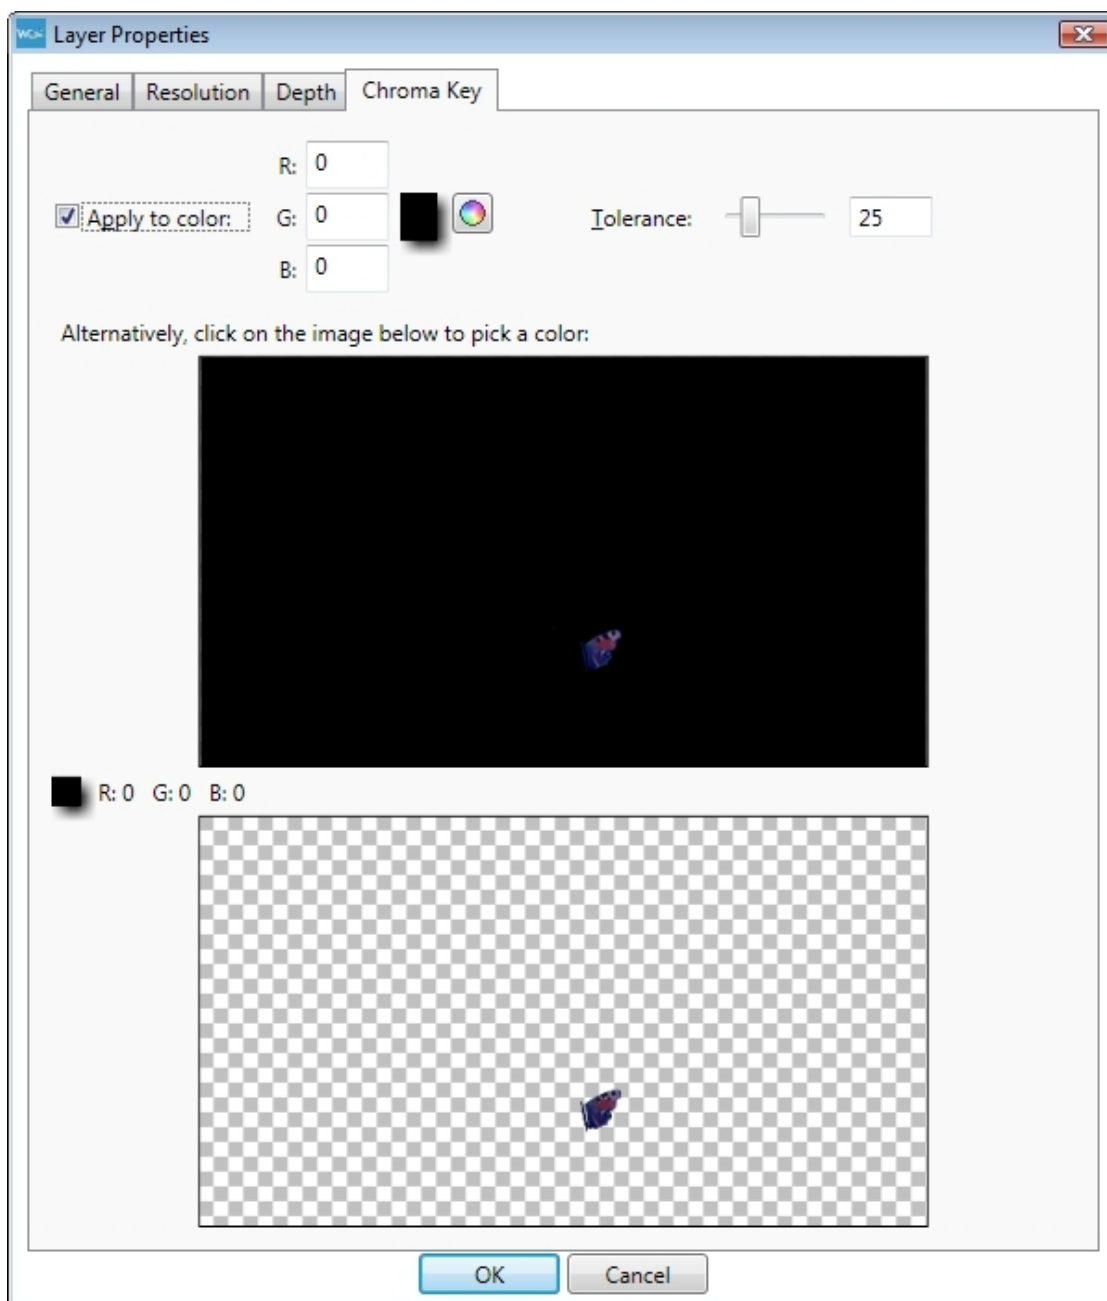 Layer Properties
General Resolution Depth Chroma Key
R: 0
Apply to color: G: 0 Tolerance: 25
B: 0
Alternatively, click on the image below to pick a color:
R: 0 G: 0 B: 0
OK Cancel